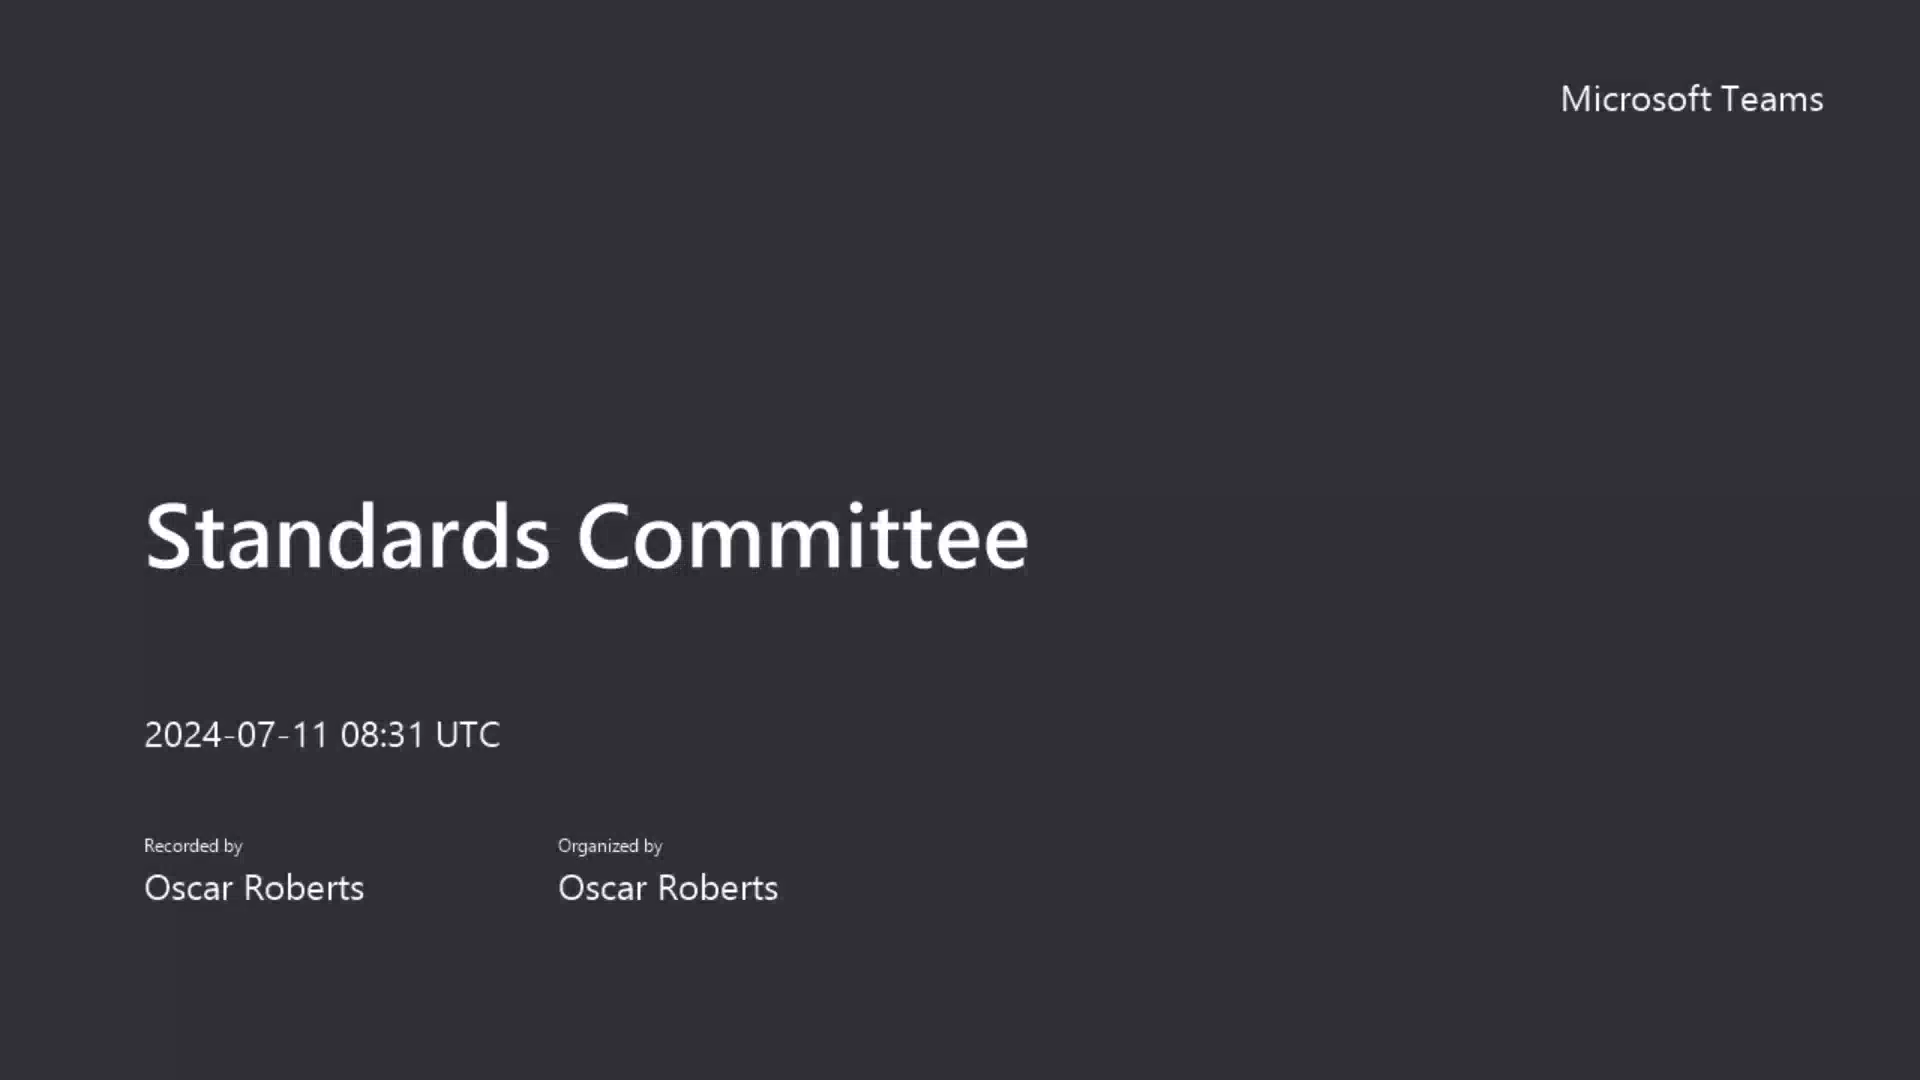 Microsoft Teams
Standards Committee
2024-07-11 08:31 UTC
Recorded by
Oscar Roberts
Organized by
Oscar Roberts